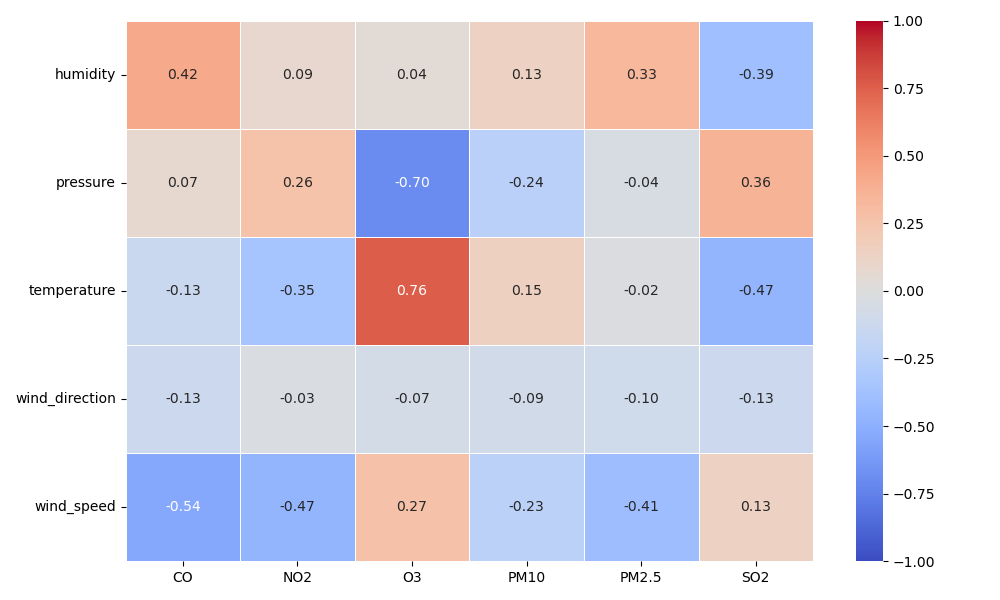 humidity 0.42 0.09 0.04 0.13 0.33 -0.39
pressure 0.07 0.26 -0.70 -0.24 -0.04 0.36
temperature -0.13 -0.35 0.76 0.15 -0.02 -0.47
wind_direction -0.13 -0.03 -0.07 -0.09 -0.10 -0.13
wind_speed -0.54 -0.47 0.27 -0.23 -0.41 0.13
CO NO2 O3 PM10 PM2.5 SO2
1.00
0.75
0.50
0.25
0.00
−0.25
−0.50
−0.75
−1.00